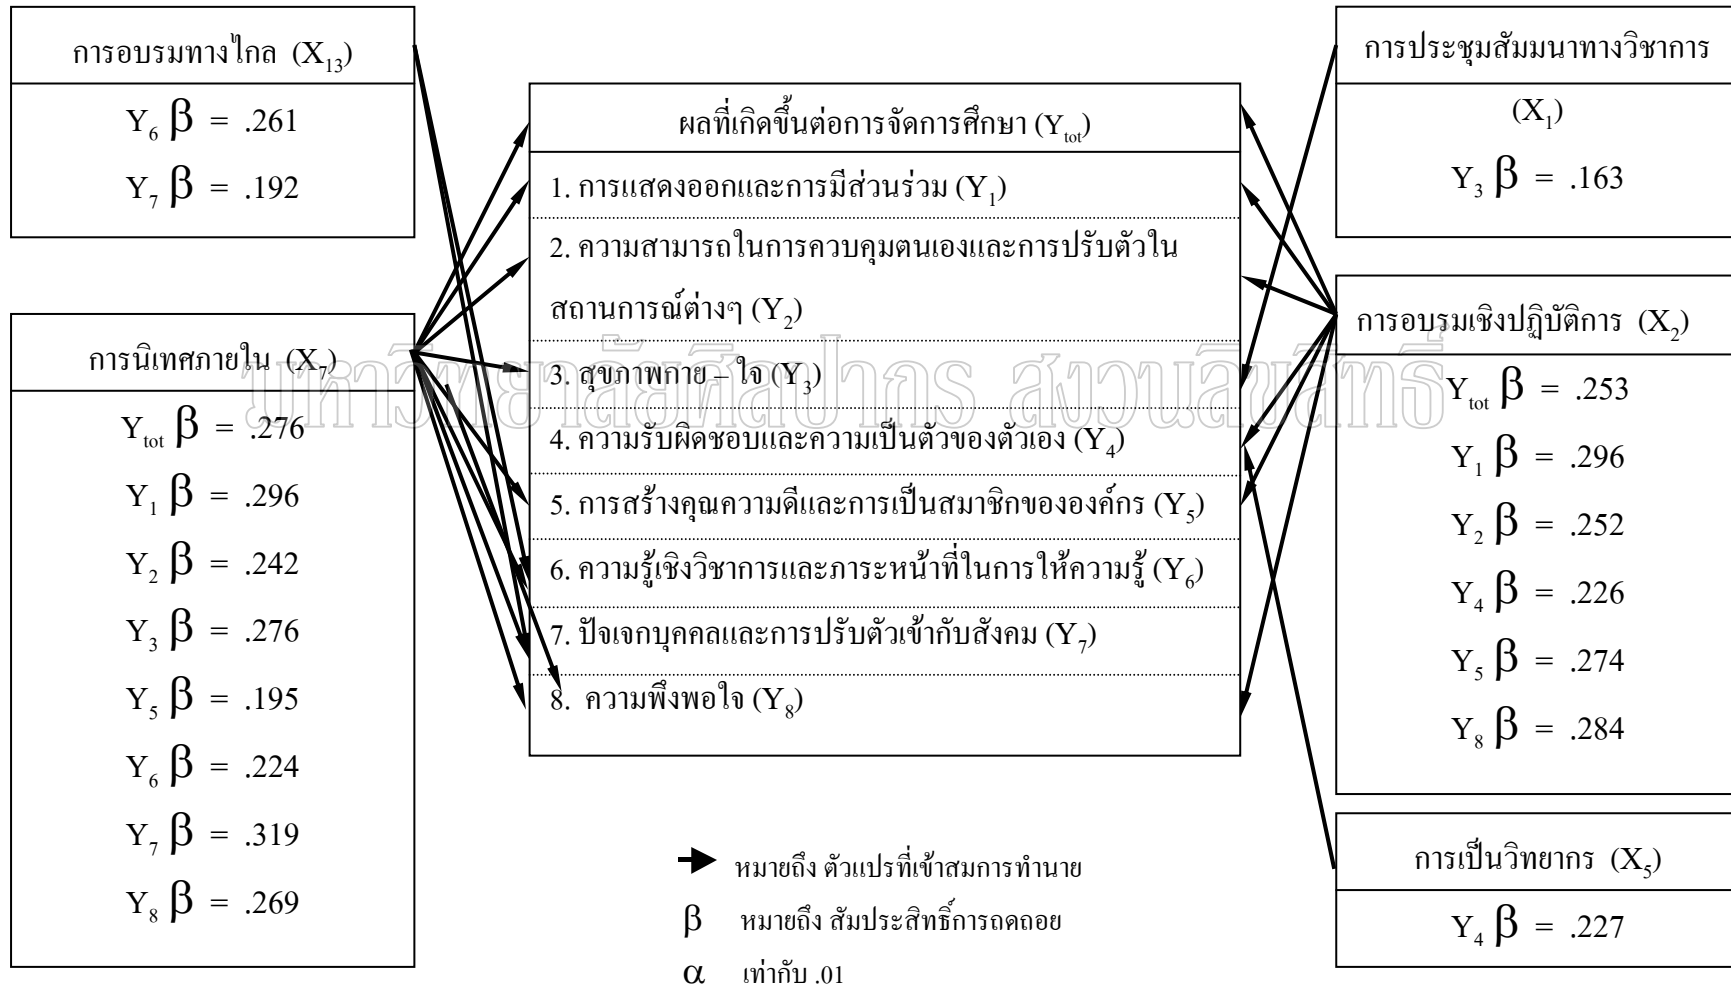 การอบรมทางไกล (X₁₃)
Y₆ β = .261
Y₇ β = .192
การนิเทศภายใน (X₇)
Y_tot β = .276
Y₁ β = .296
Y₂ β = .242
Y₃ β = .276
Y₅ β = .195
Y₆ β = .224
Y₇ β = .319
Y₈ β = .269
ผลที่เกิดขึ้นต่อการจัดการศึกษา (Y_tot)
1. การแสดงออกและการมีส่วนร่วม (Y₁)
2. ความสามารถในการควบคุมตนเองและการปรับตัวใน
สถานการณ์ต่างๆ (Y₂)
3. สุขภาพกาย – ใจ (Y₃)
4. ความรับผิดชอบและความเป็นตัวของตัวเอง (Y₄)
5. การสร้างคุณความดีและการเป็นสมาชิกขององค์กร (Y₅)
6. ความรู้เชิงวิชาการและภาระหน้าที่ในการให้ความรู้ (Y₆)
7. ปัจเจกบุคคลและการปรับตัวเข้ากับสังคม (Y₇)
8. ความพึงพอใจ (Y₈)
การประชุมสัมมนาทางวิชาการ
(X₁)
Y₃ β = .163
การอบรมเชิงปฏิบัติการ (X₂)
Y_tot β = .253
Y₁ β = .296
Y₂ β = .252
Y₄ β = .226
Y₅ β = .274
Y₈ β = .284
การเป็นวิทยากร (X₅)
Y₄ β = .227
หมายถึง ตัวแปรที่เข้าสมการทำนาย
β หมายถึง สัมประสิทธิ์การถดถอย
α เท่ากับ .01
มหาวิทยาลัยศิลปากร สงวนลิขสิทธิ์